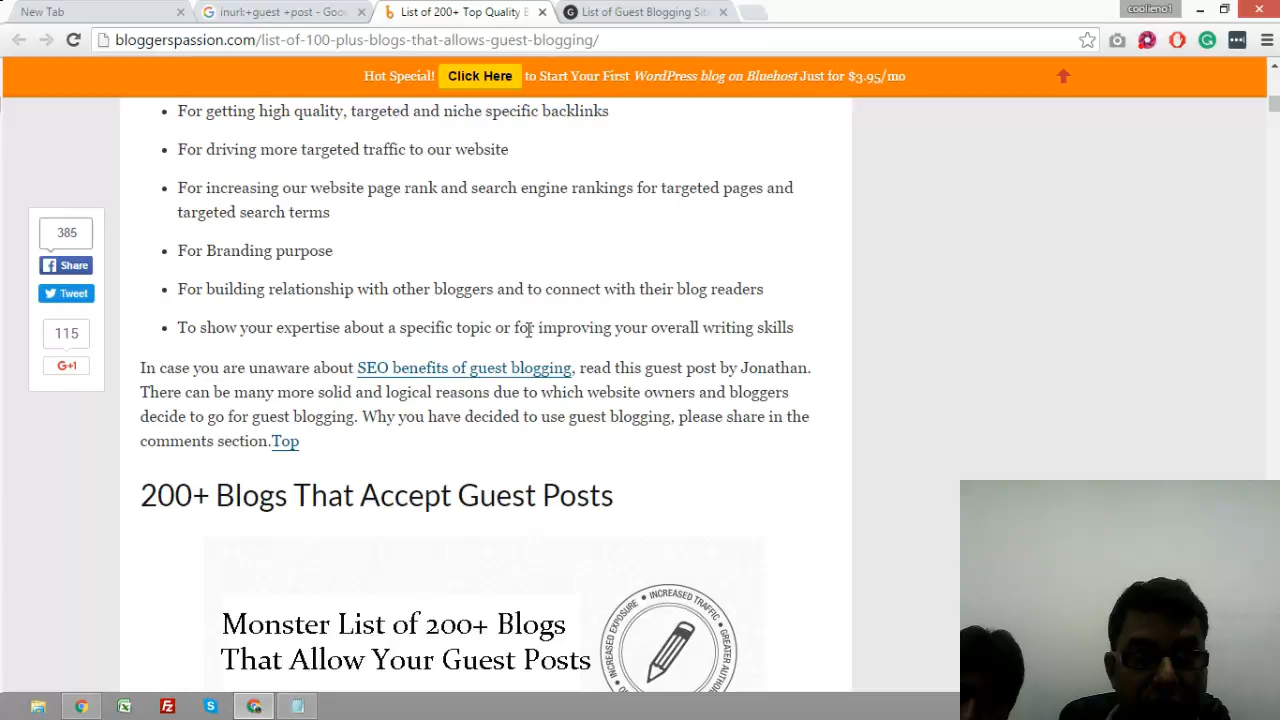 coolieno1
New Tab
inurl:+guest +post - Goo
List of 200+ Top Quality B
List of Guest Blogging Sit
bloggerspassion.com/list-of-100-plus-blogs-that-allows-guest-blogging/
Hot Special! Click Here to Start Your First WordPress blog on Bluehost Just for $3.95/mo
• For getting high quality, targeted and niche specific backlinks
• For driving more targeted traffic to our website
• For increasing our website page rank and search engine rankings for targeted pages and
targeted search terms
• For Branding purpose
• For building relationship with other bloggers and to connect with their blog readers
• To show your expertise about a specific topic or for improving your overall writing skills
385
Share
Tweet
115
G+1
In case you are unaware about SEO benefits of guest blogging, read this guest post by Jonathan.
There can be many more solid and logical reasons due to which website owners and bloggers
decide to go for guest blogging. Why you have decided to use guest blogging, please share in the
comments section.Top
200+ Blogs That Accept Guest Posts
Monster List of 200+ Blogs
That Allow Your Guest Posts
INCREASED EXPOSURE • INCREASED TRAFFIC • GREATER AUTHO